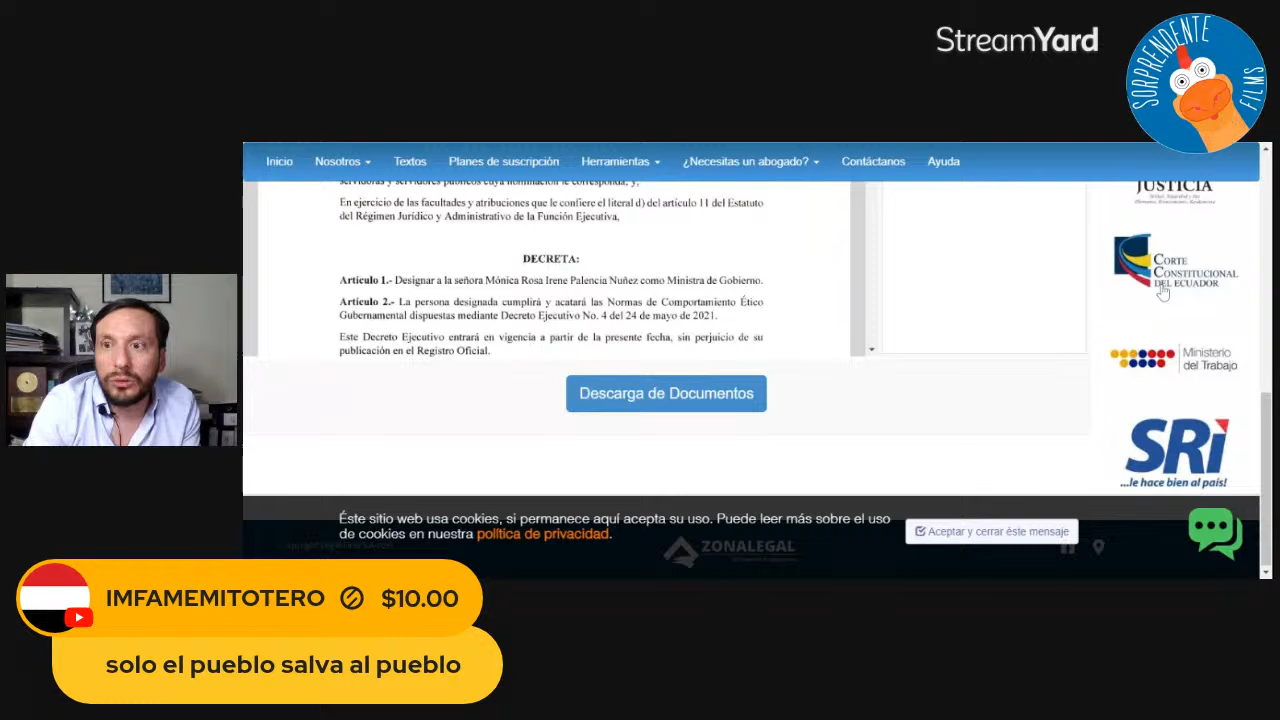 StreamYard
SORPRENDENTE
FILMS
Inicio Nosotros Textos Planes de suscripción Herramientas ¿Necesitas un abogado? Contáctanos Ayuda
servidoras y servidores públicos cuya nominación le corresponda; y,
En ejercicio de las facultades y atribuciones que le confiere el literal d) del artículo 11 del Estatuto
del Régimen Jurídico y Administrativo de la Función Ejecutiva,
DECRETA:
Artículo 1.- Designar a la señora Mónica Rosa Irene Palencia Nuñez como Ministra de Gobierno.
Artículo 2.- La persona designada cumplirá y acatará las Normas de Comportamiento Ético
Gubernamental dispuestas mediante Decreto Ejecutivo No. 4 del 24 de mayo de 2021.
Este Decreto Ejecutivo entrará en vigencia a partir de la presente fecha, sin perjuicio de su
publicación en el Registro Oficial.
Descarga de Documentos
JUSTICIA
CORTE
CONSTITUCIONAL
DEL ECUADOR
Ministerio
del Trabajo
SRi
...le hace bien al país!
Éste sitio web usa cookies, si permanece aquí acepta su uso. Puede leer más sobre el uso
de cookies en nuestra política de privacidad.
Aceptar y cerrar éste mensaje
ZONALEGAL
IMFAMEMITOTERO $10.00
solo el pueblo salva al pueblo